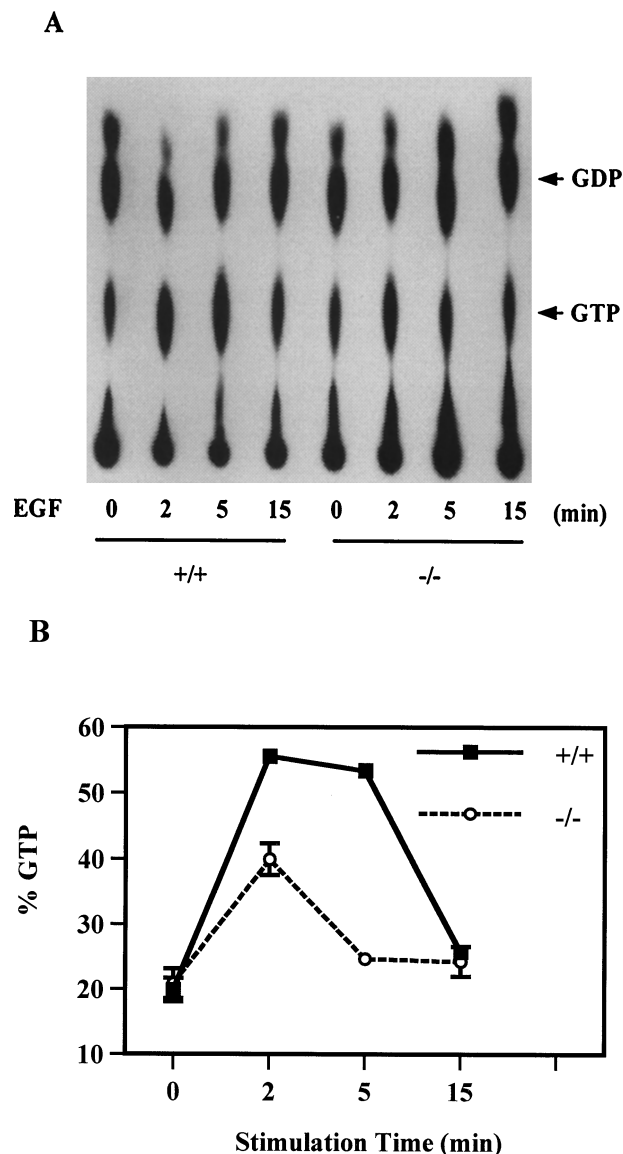 A
GDP
GTP
EGF 0 2 5 15 0 2 5 15 (min)
+/+ -/-
B
60
50
40
30
20
10
% GTP
+/+
-/-
0 2 5 15
Stimulation Time (min)